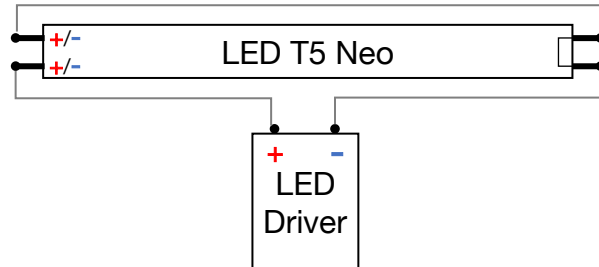 +/-
LED T5 Neo
+/-
+ -
LED
Driver